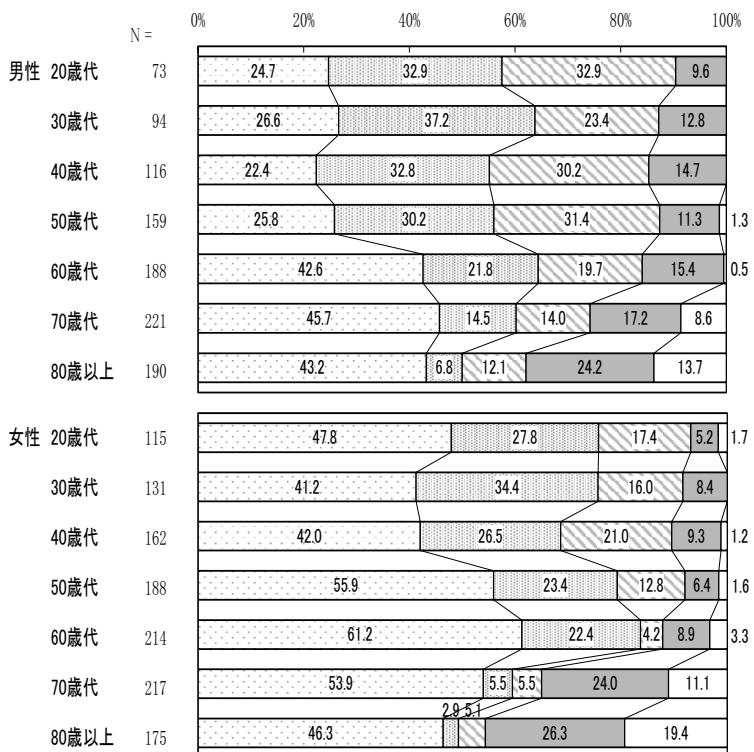 0% 20% 40% 60% 80% 100%
N =
男性 20歳代 73 24.7 32.9 32.9 9.6
30歳代 94 26.6 37.2 23.4 12.8
40歳代 116 22.4 32.8 30.2 14.7
50歳代 159 25.8 30.2 31.4 11.3 1.3
60歳代 188 42.6 21.8 19.7 15.4 0.5
70歳代 221 45.7 14.5 14.0 17.2 8.6
80歳以上 190 43.2 6.8 12.1 24.2 13.7
女性 20歳代 115 47.8 27.8 17.4 5.2 1.7
30歳代 131 41.2 34.4 16.0 8.4
40歳代 162 42.0 26.5 21.0 9.3 1.2
50歳代 188 55.9 23.4 12.8 6.4 1.6
60歳代 214 61.2 22.4 4.2 8.9 3.3
70歳代 217 53.9 5.5 5.5 24.0 11.1
80歳以上 175 46.3 2.9 5.1 26.3 19.4